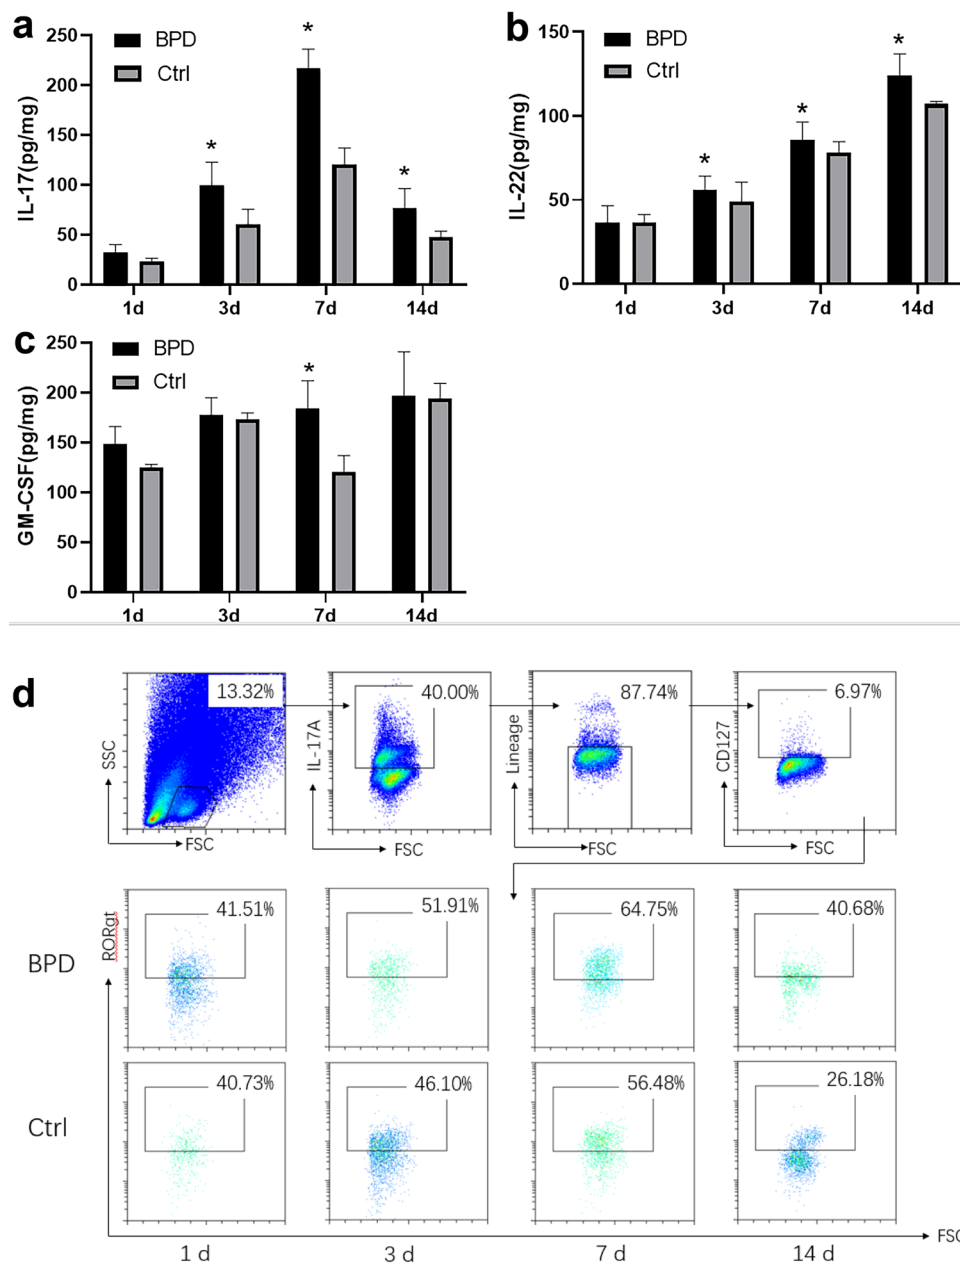 a
IL-17(pg/mg)
250
200
150
100
50
0
BPD
Ctrl
*
*
*
1d 3d 7d 14d
b
IL-22(pg/mg)
150
100
50
0
BPD
Ctrl
*
*
*
1d 3d 7d 14d
c
GM-CSF(pg/mg)
250
200
150
100
50
0
BPD
Ctrl
*
1d 3d 7d 14d
d
SSC
13.32%
FSC
IL-17A
40.00%
FSC
Lineage
87.74%
FSC
CD127
6.97%
FSC
RORgt
BPD
41.51% 51.91% 64.75% 40.68%
Ctrl
40.73% 46.10% 56.48% 26.18%
FSC
1 d 3 d 7 d 14 d